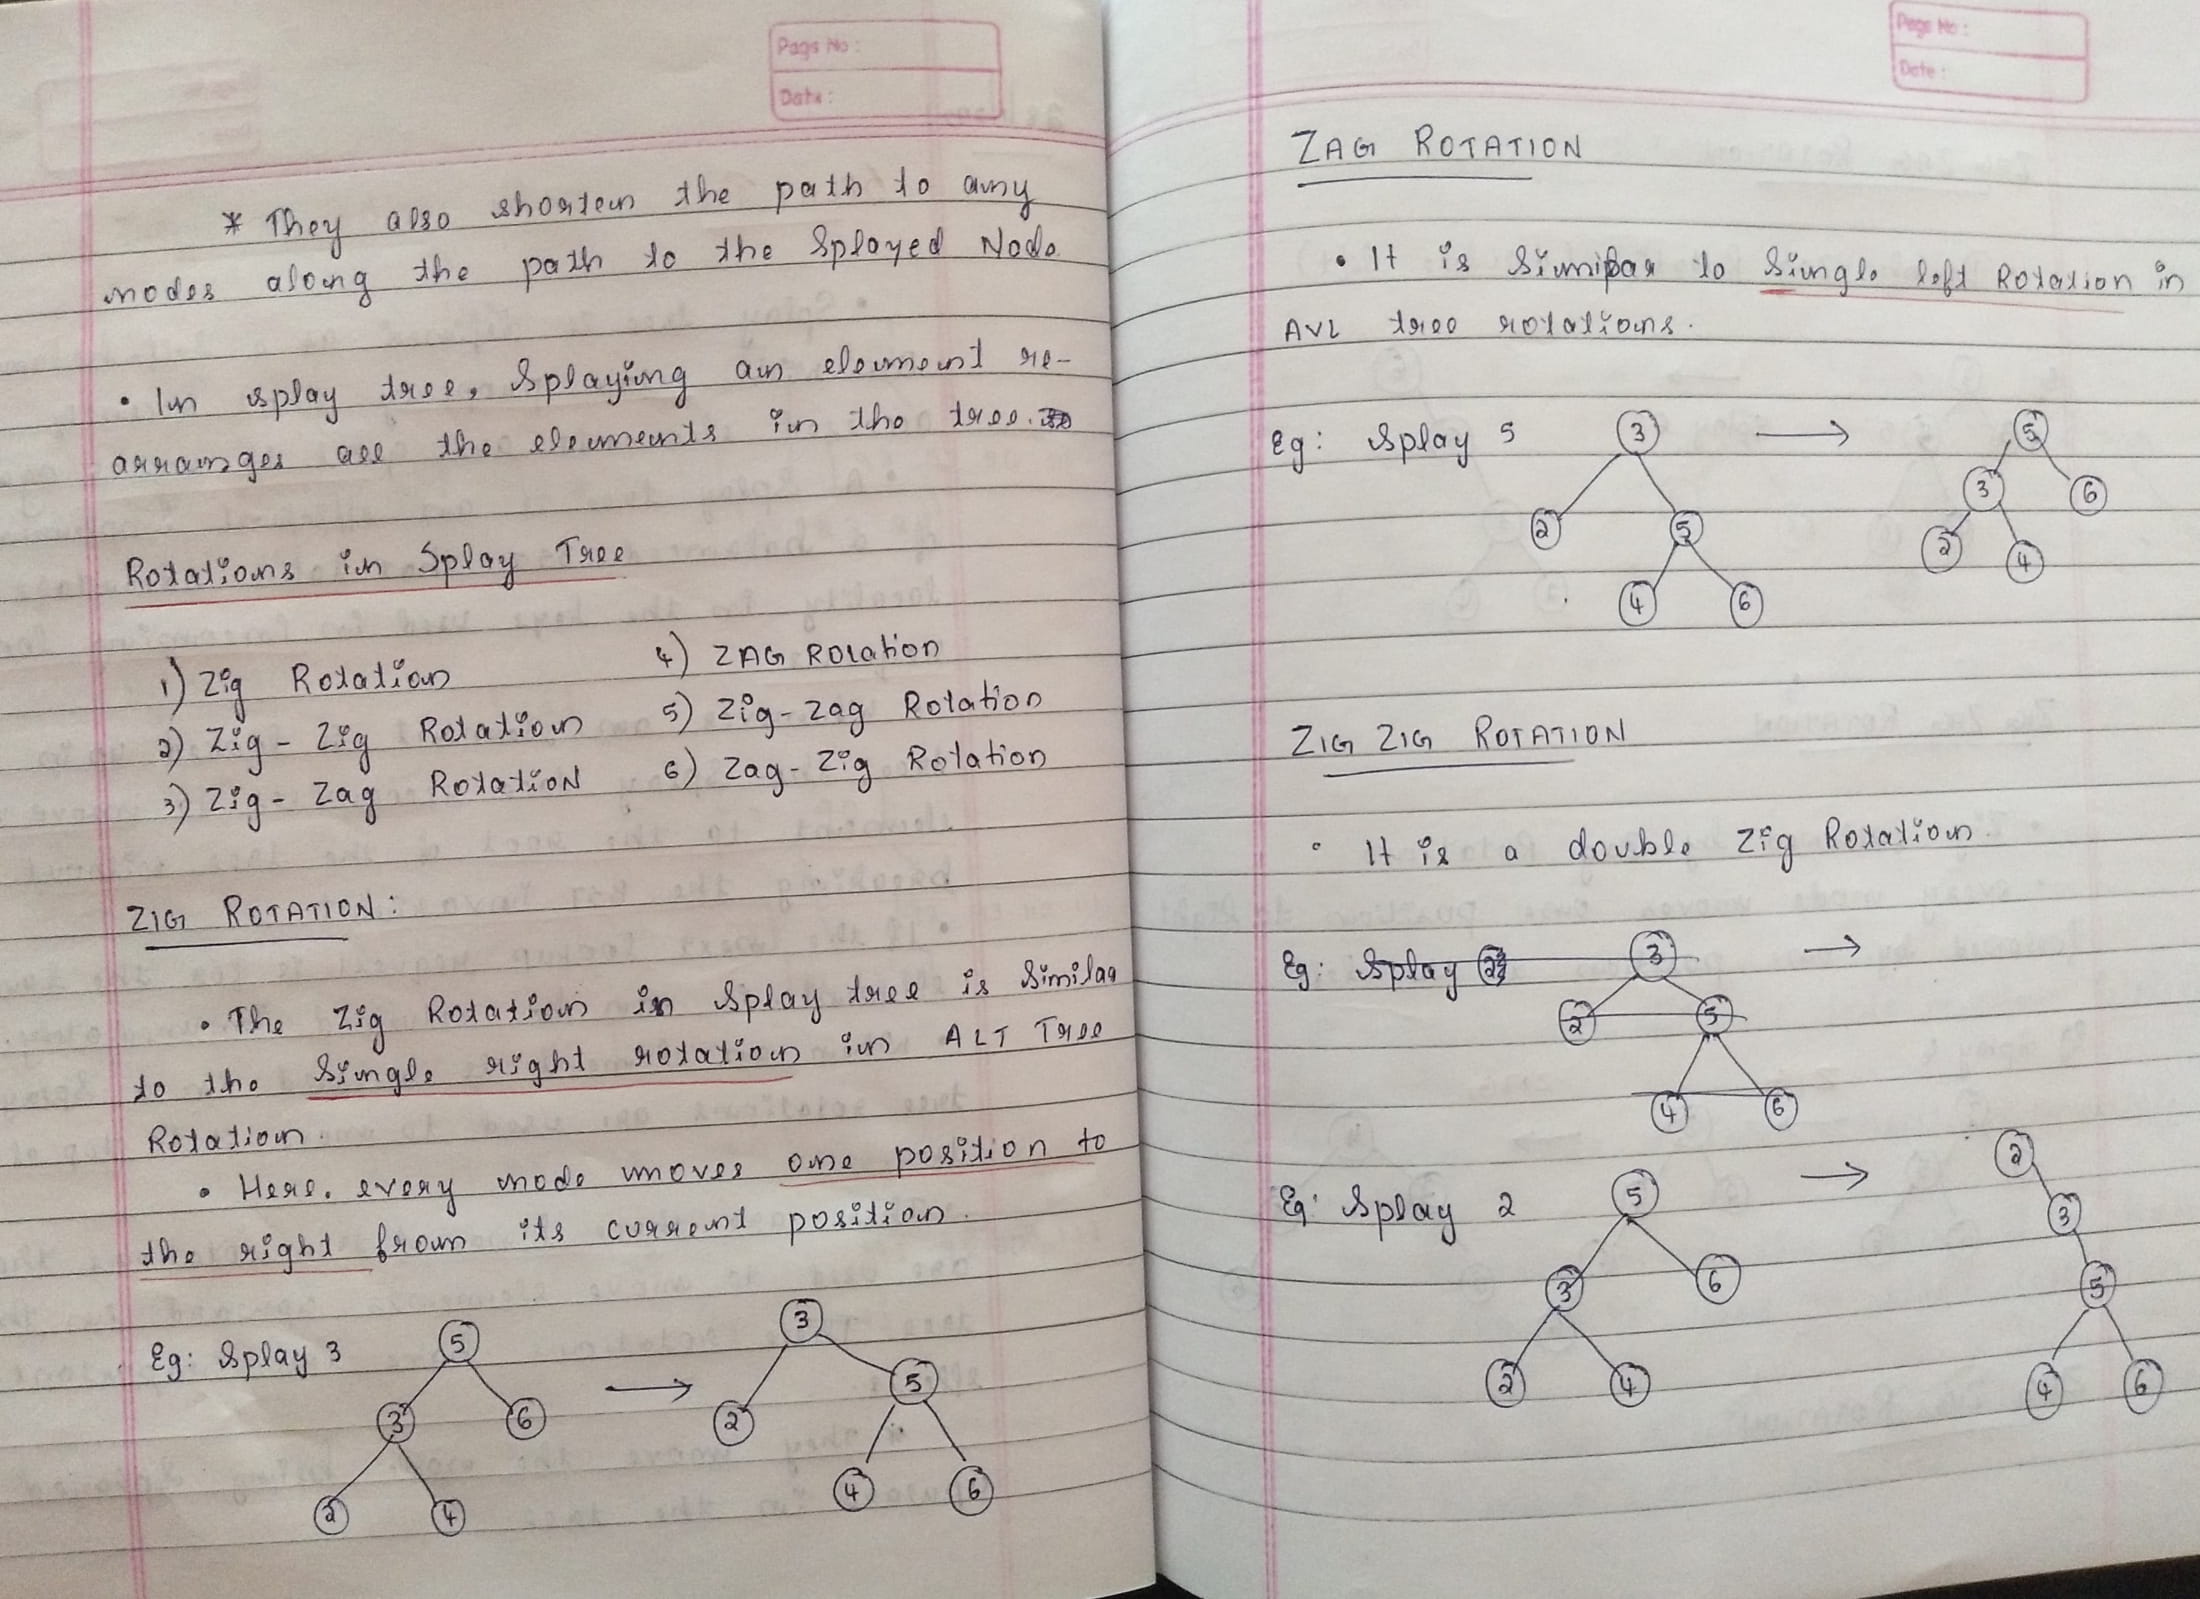 Page No :
Date :
* They also shorten the path to any
nodes along the path to the Splayed Node
• In splay tree, Splaying an element re-
arranges all the elements in the tree.
Rotations in Splay Tree
1) Zig Rotation
2) Zig - Zig Rotation
3) Zig - Zag Rotation
4) ZAG Rotation
5) Zig - Zag Rotation
6) Zag - Zig Rotation
ZIG ROTATION:
• The Zig Rotation in Splay tree is Similar
to the Single right rotation in ALT Tree
Rotation.
• Here, every node moves one position to
the right from its current position.
Eg: Splay 3
5
3 6
2 4
3
2 5
4 6
Page No :
Date :
ZAG ROTATION
• It is Similar to Single left Rotation in
AVL tree rotations.
Eg: Splay 5
3
2 5
4 6
5
3 6
2 4
ZIG ZIG ROTATION
• It is a double Zig Rotation.
Eg: Splay
3
2 5
4 6
Eg: Splay 2
5
3 6
2 4
2
3
5
4 6